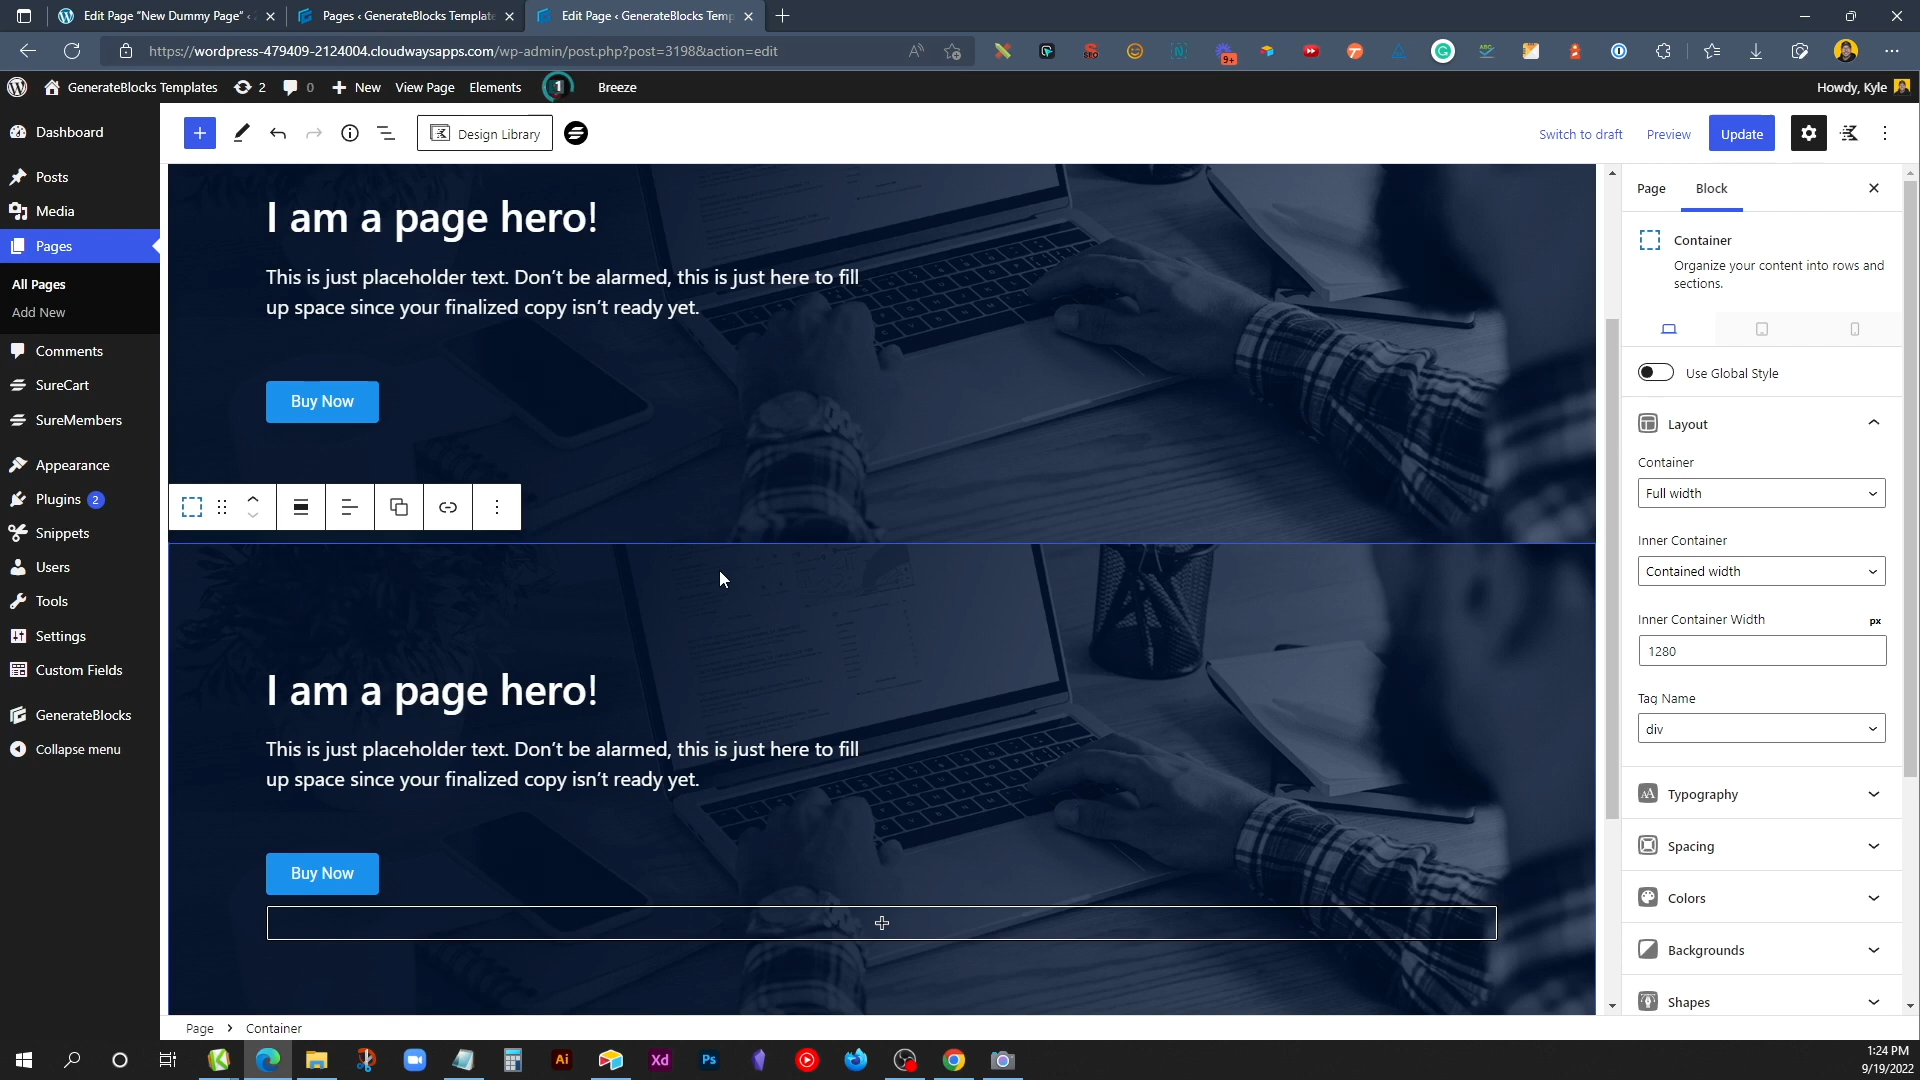 Edit Page "New Dummy Page" ‹
Pages ‹ GenerateBlocks Template
Edit Page ‹ GenerateBlocks Temp
https://wordpress-479409-2124004.cloudwaysapps.com/wp-admin/post.php?post=3198&action=edit
SEO
9+
ABC
GenerateBlocks Templates
2
0
New
View Page
Elements
1
Breeze
Howdy, Kyle
Dashboard
Posts
Media
Pages
All Pages
Add New
Comments
SureCart
SureMembers
Appearance
Plugins 2
Snippets
Users
Tools
Settings
Custom Fields
GenerateBlocks
Collapse menu
Design Library
Switch to draft
Preview
Update
I am a page hero!
This is just placeholder text. Don't be alarmed, this is just here to fill
up space since your finalized copy isn't ready yet.
Buy Now
I am a page hero!
This is just placeholder text. Don't be alarmed, this is just here to fill
up space since your finalized copy isn't ready yet.
Buy Now
Page
Block
Container
Organize your content into rows and
sections.
Use Global Style
Layout
Container
Full width
Inner Container
Contained width
Inner Container Width
px
1280
Tag Name
div
Typography
Spacing
Colors
Backgrounds
Shapes
Page › Container
Ai
Xd
Ps
1:24 PM
9/19/2022